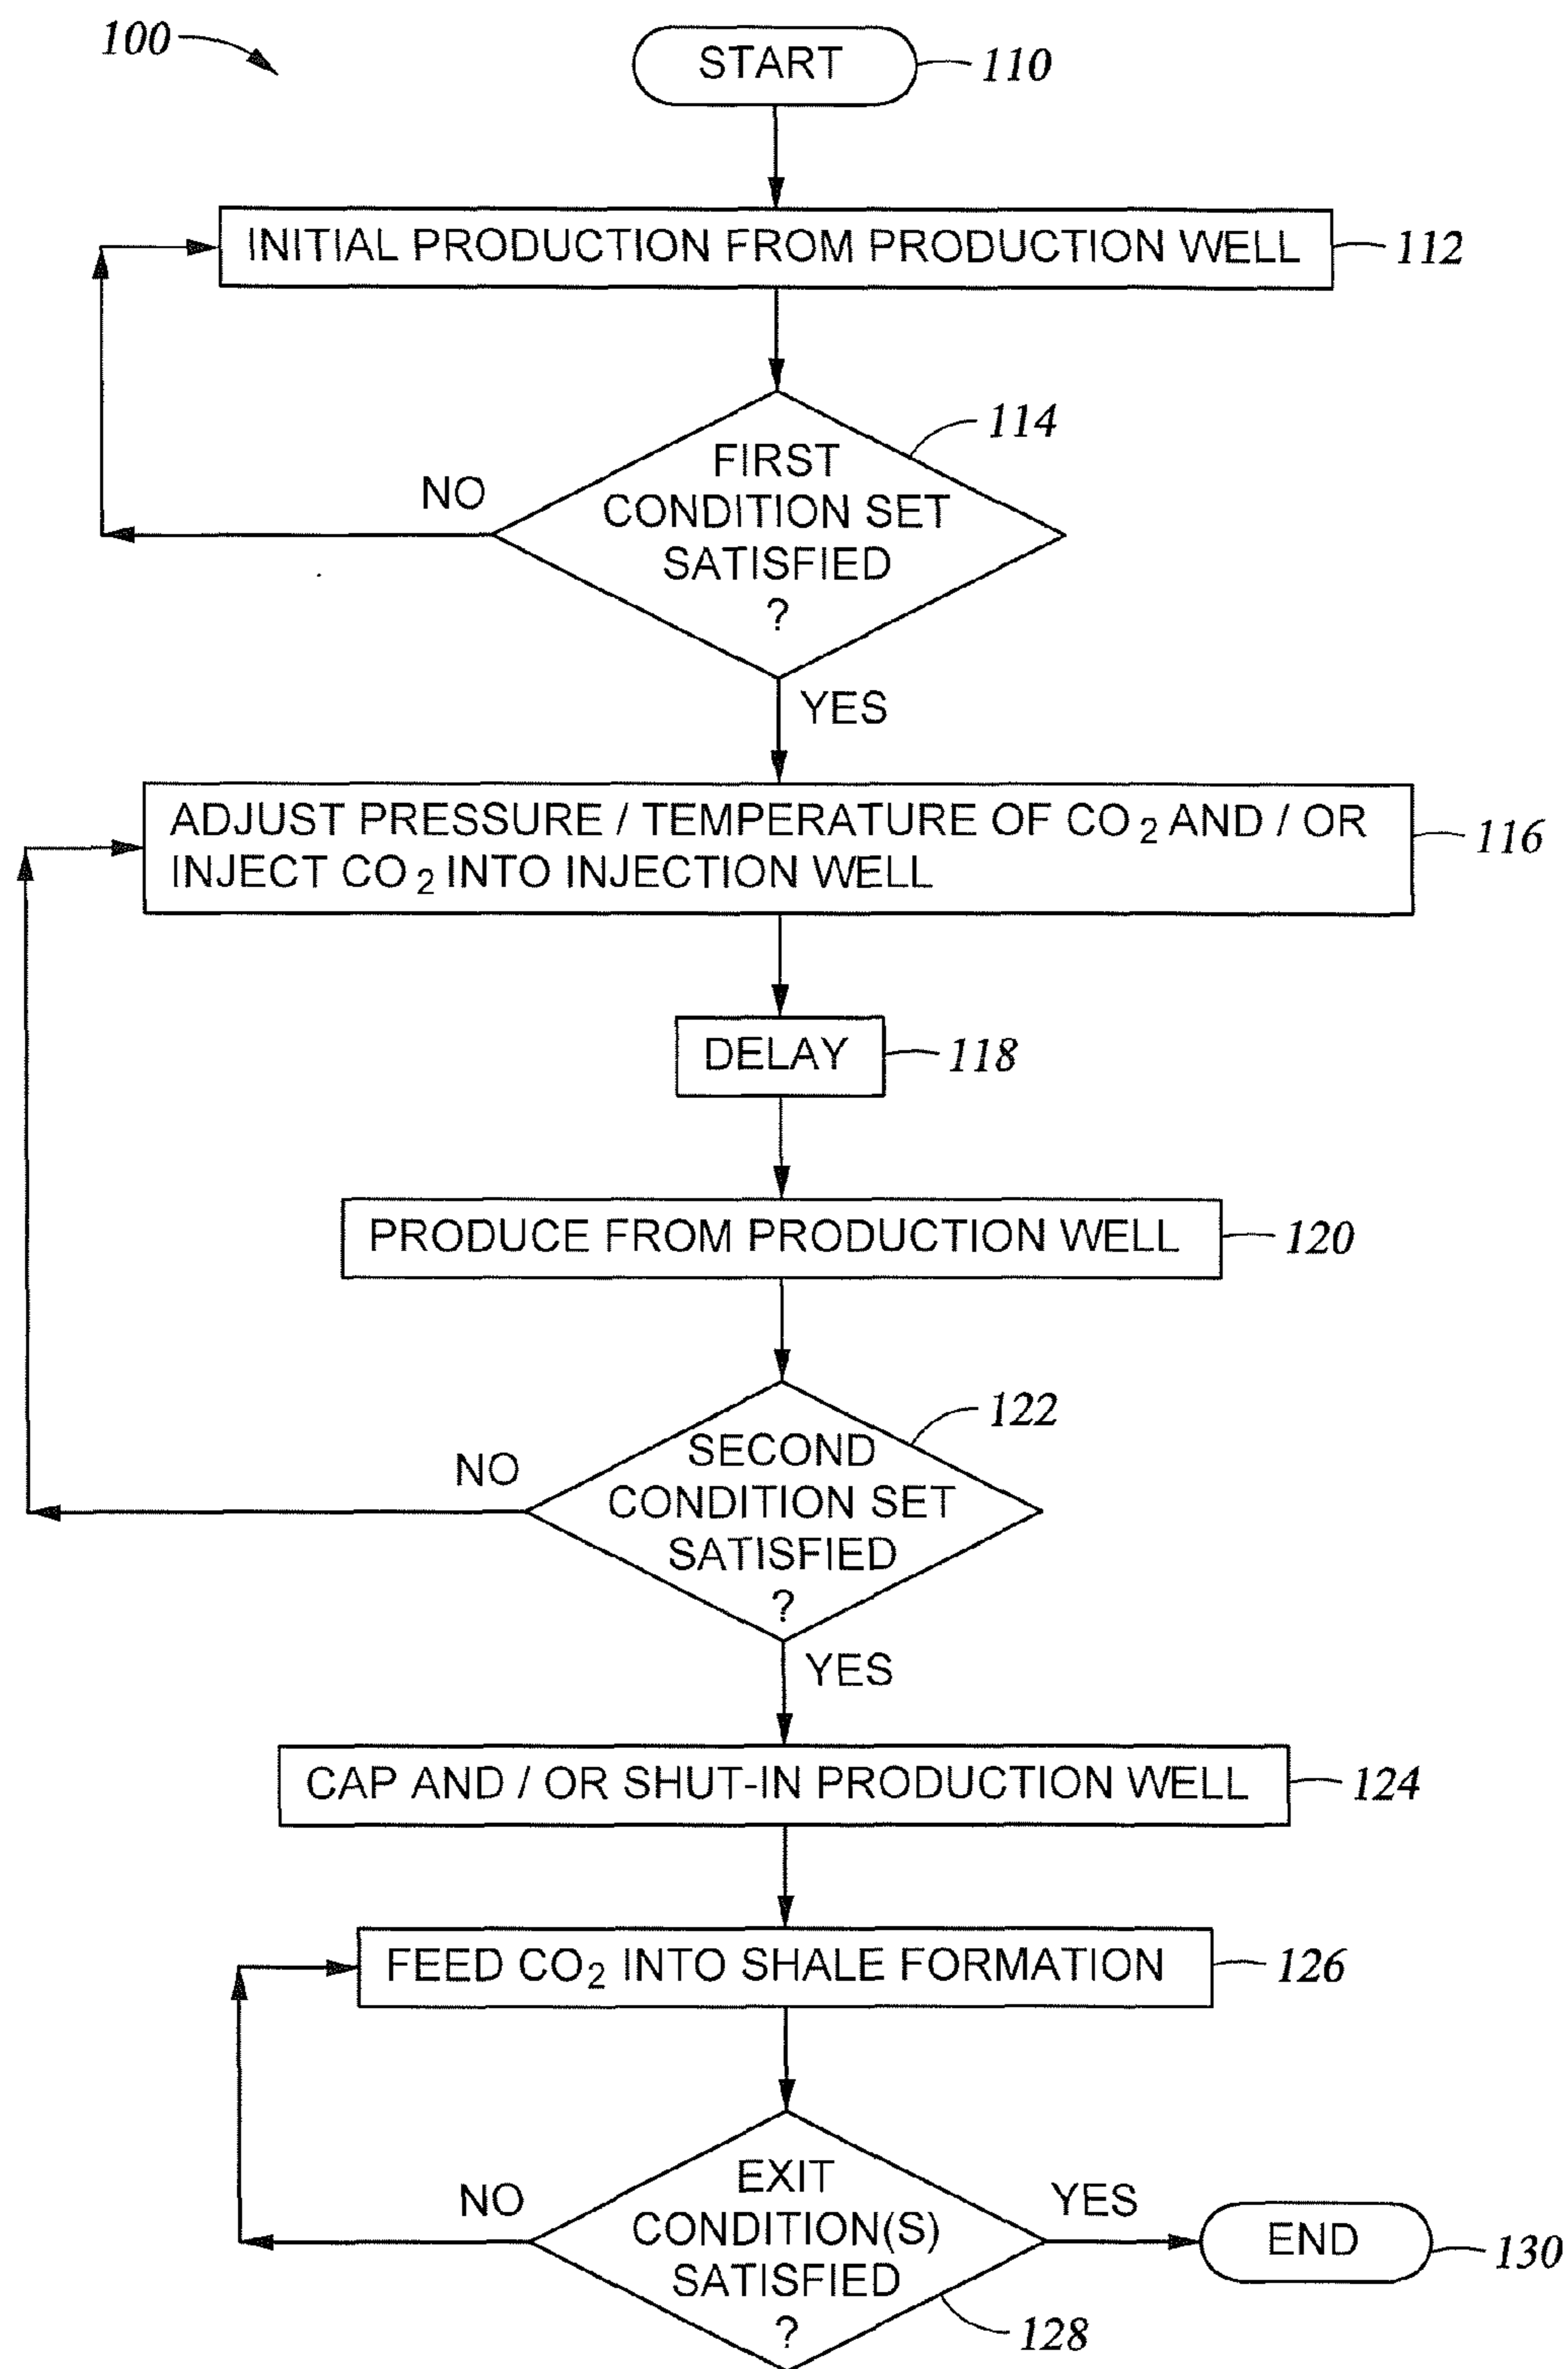 100
START
110
INITIAL PRODUCTION FROM PRODUCTION WELL
112
114
FIRST
CONDITION SET
SATISFIED
?
NO
YES
ADJUST PRESSURE / TEMPERATURE OF CO₂ AND / OR
INJECT CO₂ INTO INJECTION WELL
116
DELAY
118
PRODUCE FROM PRODUCTION WELL
120
122
SECOND
CONDITION SET
SATISFIED
?
NO
YES
CAP AND / OR SHUT-IN PRODUCTION WELL
124
FEED CO₂ INTO SHALE FORMATION
126
EXIT
CONDITION(S)
SATISFIED
?
NO
YES
END
130
128